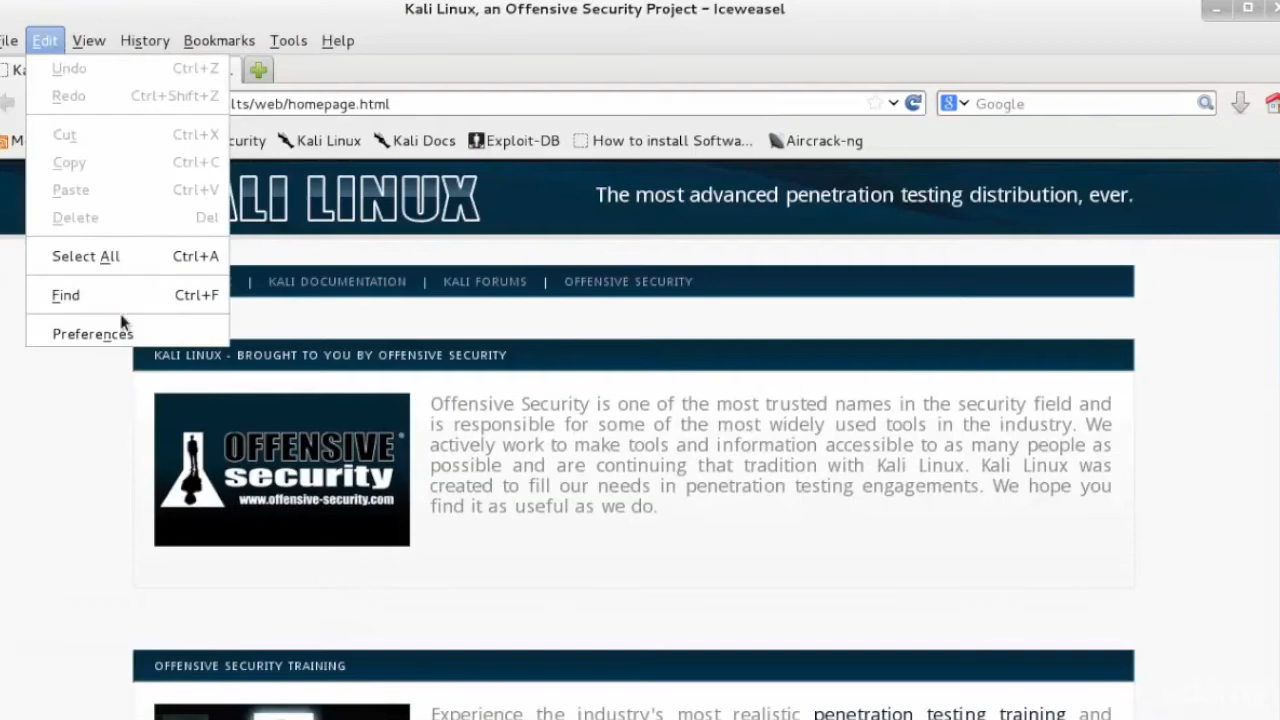 Kali Linux, an Offensive Security Project – Iceweasel
Edit View History Bookmarks Tools Help
Undo Ctrl+Z
Redo Ctrl+Shift+Z
Cut Ctrl+X
Copy Ctrl+C
Paste Ctrl+V
Delete Del
Select All Ctrl+A
Find Ctrl+F
Preferences
lts/web/homepage.html
Google
curity Kali Linux Kali Docs Exploit-DB How to install Softwa... Aircrack-ng
ALI LINUX
The most advanced penetration testing distribution, ever.
| KALI DOCUMENTATION | KALI FORUMS | OFFENSIVE SECURITY
KALI LINUX - BROUGHT TO YOU BY OFFENSIVE SECURITY
OFFENSIVE®
security
www.offensive-security.com
Offensive Security is one of the most trusted names in the security field and
is responsible for some of the most widely used tools in the industry. We
actively work to make tools and information accessible to as many people as
possible and are continuing that tradition with Kali Linux. Kali Linux was
created to fill our needs in penetration testing engagements. We hope you
find it as useful as we do.
OFFENSIVE SECURITY TRAINING
Experience the industry's most realistic penetration testing training and